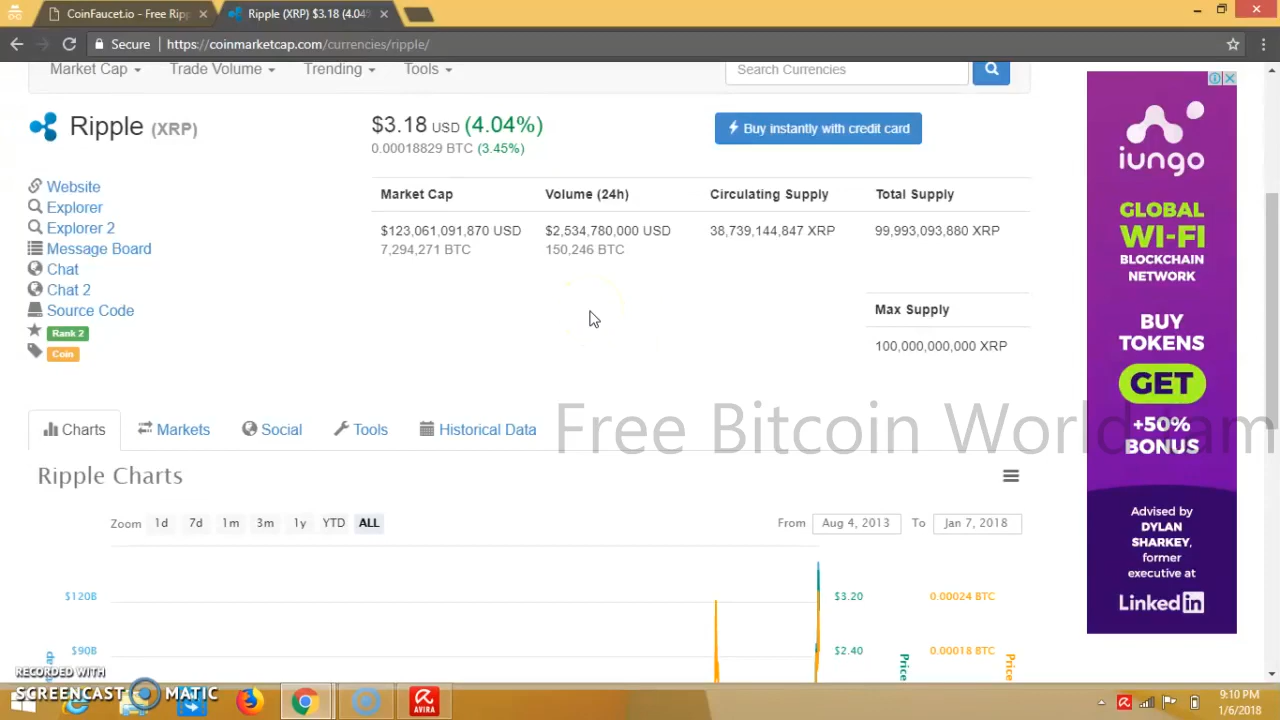 CoinFaucet.io - Free Ripp
Ripple (XRP) $3.18 (4.04%
Secure
https://coinmarketcap.com/currencies/ripple/
Market Cap
Trade Volume
Trending
Tools
Search Currencies
Ripple (XRP)
$3.18 USD (4.04%)
0.00018829 BTC (3.45%)
Buy instantly with credit card
Website
Explorer
Explorer 2
Message Board
Chat
Chat 2
Source Code
Rank 2
Coin
Market Cap
Volume (24h)
Circulating Supply
Total Supply
$123,061,091,870 USD
$2,534,780,000 USD
38,739,144,847 XRP
99,993,093,880 XRP
7,294,271 BTC
150,246 BTC
Max Supply
100,000,000,000 XRP
Charts
Markets
Social
Tools
Historical Data
Free Bitcoin World
Ripple Charts
Zoom 1d 7d 1m 3m 1y YTD ALL
From Aug 4, 2013 To Jan 7, 2018
$120B
$3.20
0.00024 BTC
$90B
$2.40
0.00018 BTC
Price
Price
iungo
GLOBAL
WI-FI
BLOCKCHAIN
NETWORK
BUY
TOKENS
GET
+50%
BONUS
Advised by
DYLAN
SHARKEY,
former
executive at
Linked in
RECORDED WITH
SCREENCAST MATIC
AVIRA
9:10 PM
1/6/2018